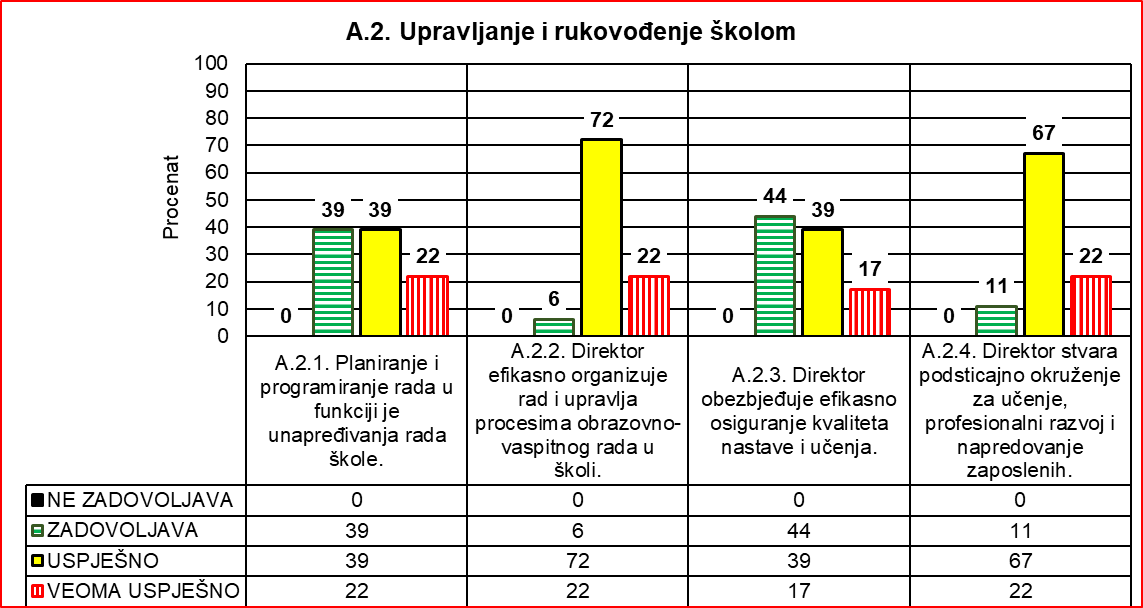 A.2. Upravljanje i rukovođenje školom
Procenat
100
90
80
70
60
50
40
30
20
10
0
0 39 39 22
0 6 72 22
0 44 39 17
0 11 67 22
A.2.1. Planiranje i
programiranje rada u
funkciji je
unapređivanja rada
škole.
A.2.2. Direktor
efikasno organizuje
rad i upravlja
procesima obrazovno-
vaspitnog rada u
školi.
A.2.3. Direktor
obezbjeđuje efikasno
osiguranje kvaliteta
nastave i učenja.
A.2.4. Direktor stvara
podsticajno okruženje
za učenje,
profesionalni razvoj i
napredovanje
zaposlenih.
NE ZADOVOLJAVA 0 0 0 0
ZADOVOLJAVA 39 6 44 11
USPJEŠNO 39 72 39 67
VEOMA USPJEŠNO 22 22 17 22